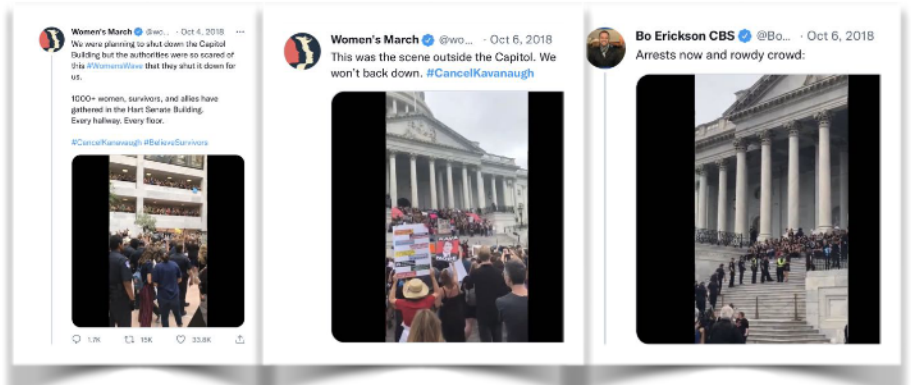 Women's March @wo... · Oct 4, 2018 ...
We were planning to shut down the Capitol
Building but the authorities were so scared of
this #WomensWave that they shut it down for
us.
1000+ women, survivors, and allies have
gathered in the Hart Senate Building.
Every hallway. Every floor.
#CancelKavanaugh #BelieveSurvivors
1.7K 15K 33.8K
Women's March @wo... · Oct 6, 2018
This was the scene outside the Capitol. We
won't back down. #CancelKavanaugh
Bo Erickson CBS @Bo... · Oct 6, 2018
Arrests now and rowdy crowd: